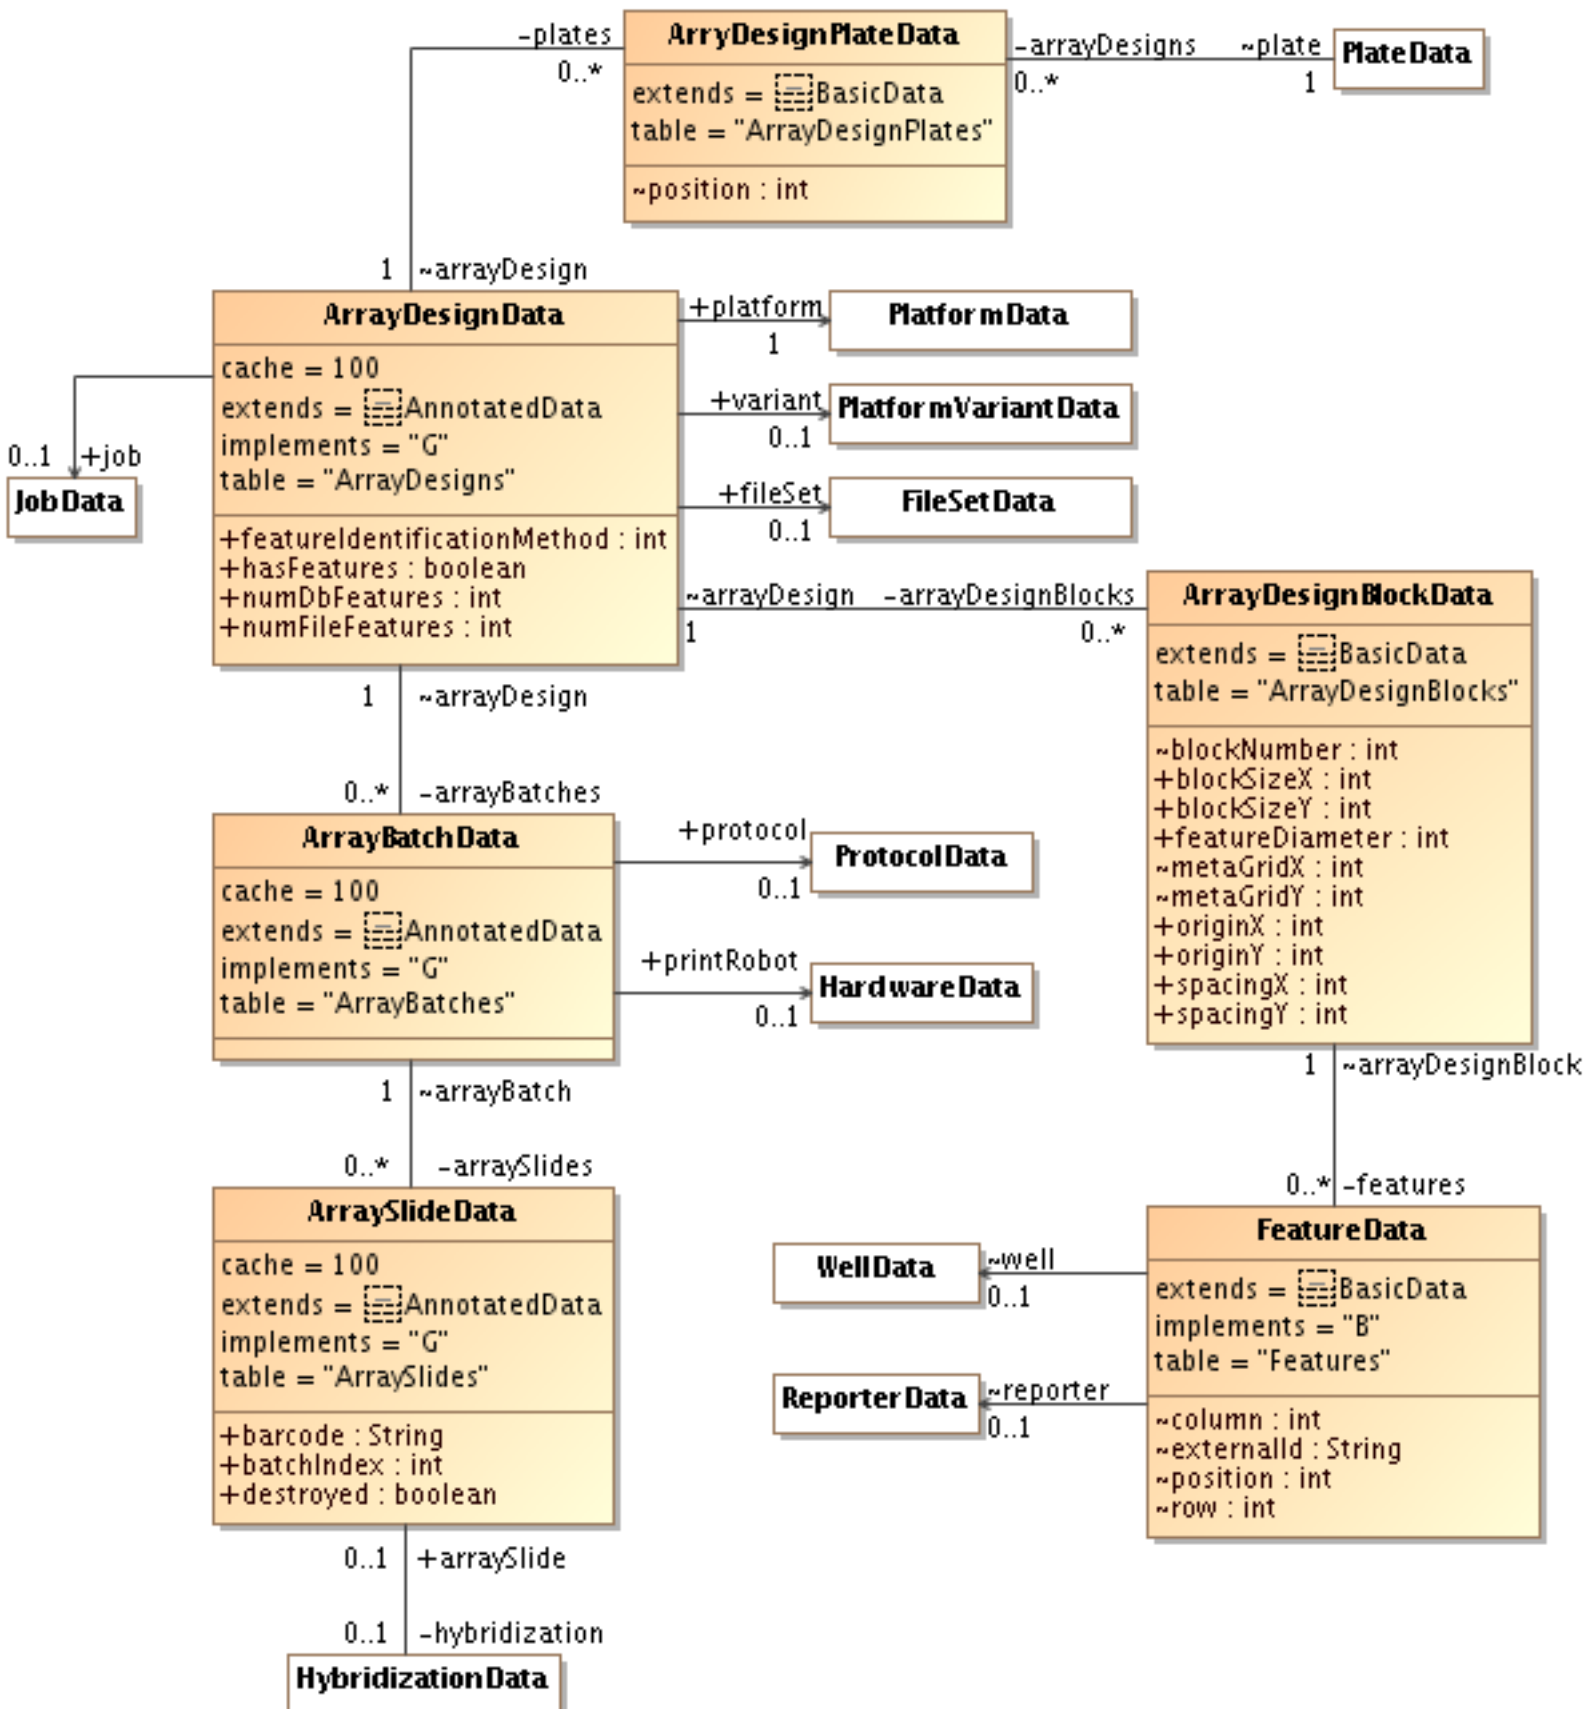 -plates
0..*
ArryDesignPlateData
extends = BasicData
table = "ArrayDesignPlates"
~position : int
-arrayDesigns
0..*
~plate
1
PlateData
1
~arrayDesign
ArrayDesignData
cache = 100
extends = AnnotatedData
implements = "G"
table = "ArrayDesigns"
+featureIdentificationMethod : int
+hasFeatures : boolean
+numDbFeatures : int
+numFileFeatures : int
0..1
+job
JobData
+platform
1
PlatformData
+variant
0..1
PlatformVariantData
+fileSet
0..1
FileSetData
~arrayDesign
1
-arrayDesignBlocks
0..*
ArrayDesignBlockData
extends = BasicData
table = "ArrayDesignBlocks"
~blockNumber : int
+blockSizeX : int
+blockSizeY : int
+featureDiameter : int
~metaGridX : int
~metaGridY : int
+originX : int
+originY : int
+spacingX : int
+spacingY : int
1
~arrayDesign
0..*
-arrayBatches
ArrayBatchData
cache = 100
extends = AnnotatedData
implements = "G"
table = "ArrayBatches"
+protocol
0..1
ProtocolData
+printRobot
0..1
HardwareData
1
~arrayBatch
0..*
-arraySlides
ArraySlideData
cache = 100
extends = AnnotatedData
implements = "G"
table = "ArraySlides"
+barcode : String
+batchIndex : int
+destroyed : boolean
1
~arrayDesignBlock
0..*
-features
FeatureData
extends = BasicData
implements = "B"
table = "Features"
~column : int
~externalId : String
~position : int
~row : int
WellData
~well
0..1
ReporterData
~reporter
0..1
0..1
+arraySlide
0..1
-hybridization
HybridizationData